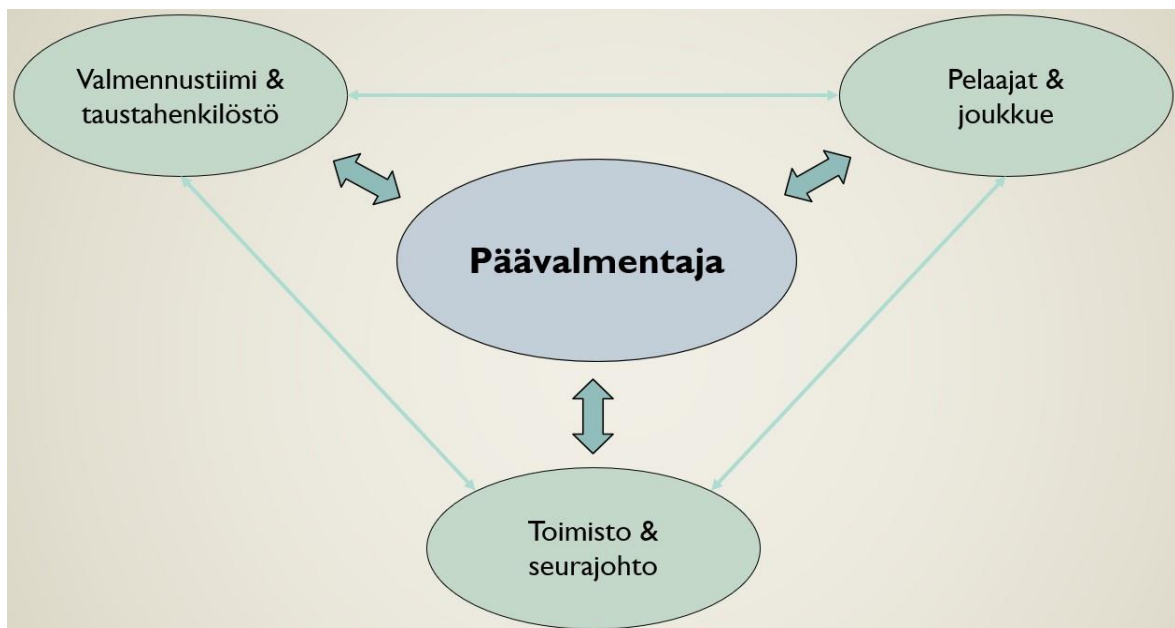 Valmennustiimi &
taustahenkilöstö
Pelaajat &
joukkue
Päävalmentaja
Toimisto &
seurajohto